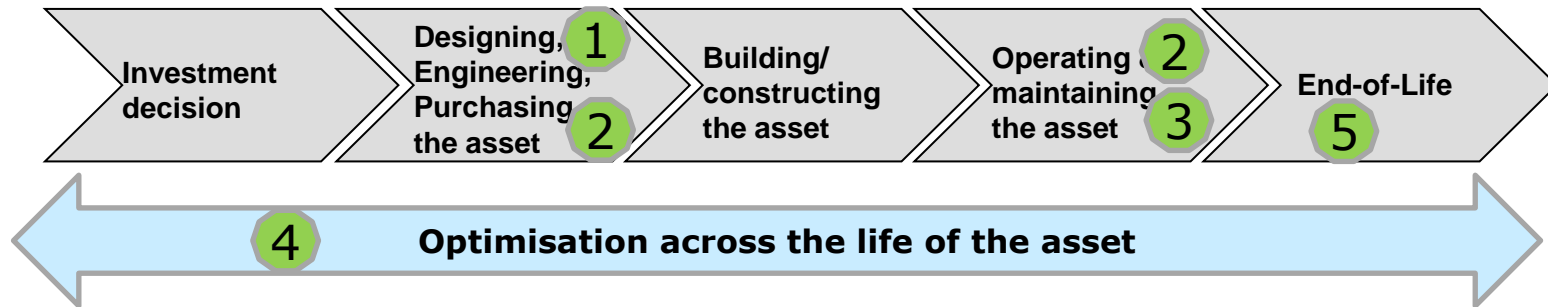 Investment
decision
Designing,
Engineering,
Purchasing
the asset
1
2
Building/
constructing
the asset
Operating
maintaining
the asset
2
3
End-of-Life
5
4
Optimisation across the life of the asset